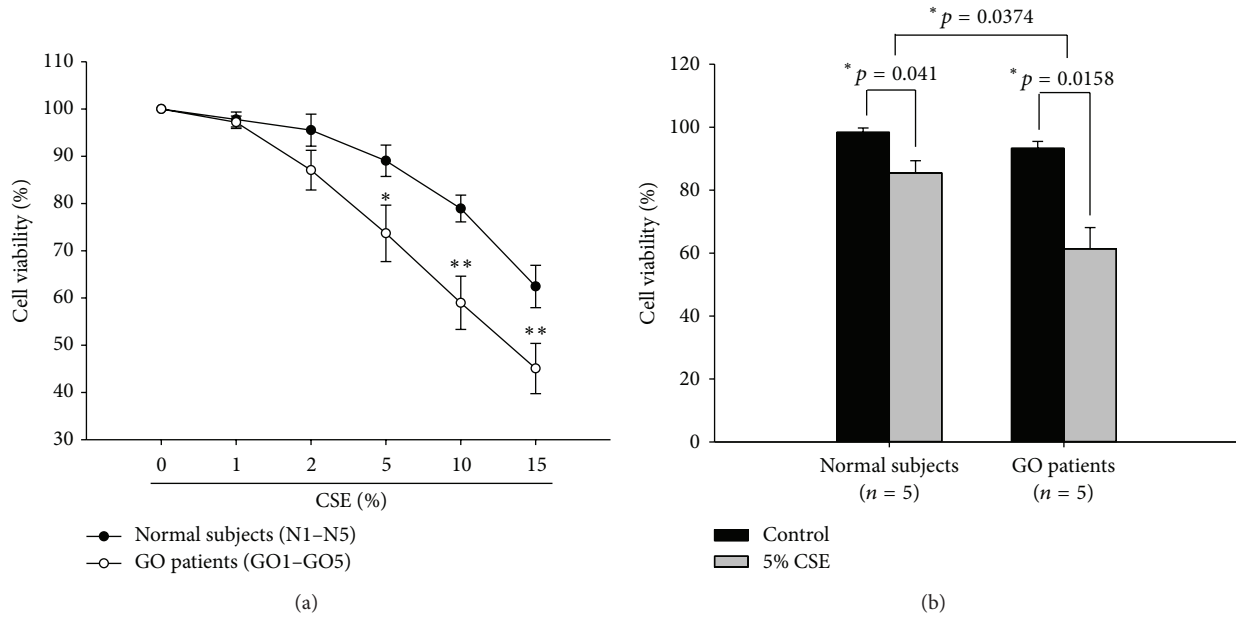 110
100
90
80
70
60
50
40
30
Cell viability (%)
*
**
**
0 1 2 5 10 15
CSE (%)
Normal subjects (N1–N5)
GO patients (GO1–GO5)
(a)
* p = 0.0374
* p = 0.041
* p = 0.0158
120
100
80
60
40
20
0
Cell viability (%)
Normal subjects
(n = 5)
GO patients
(n = 5)
Control
5% CSE
(b)